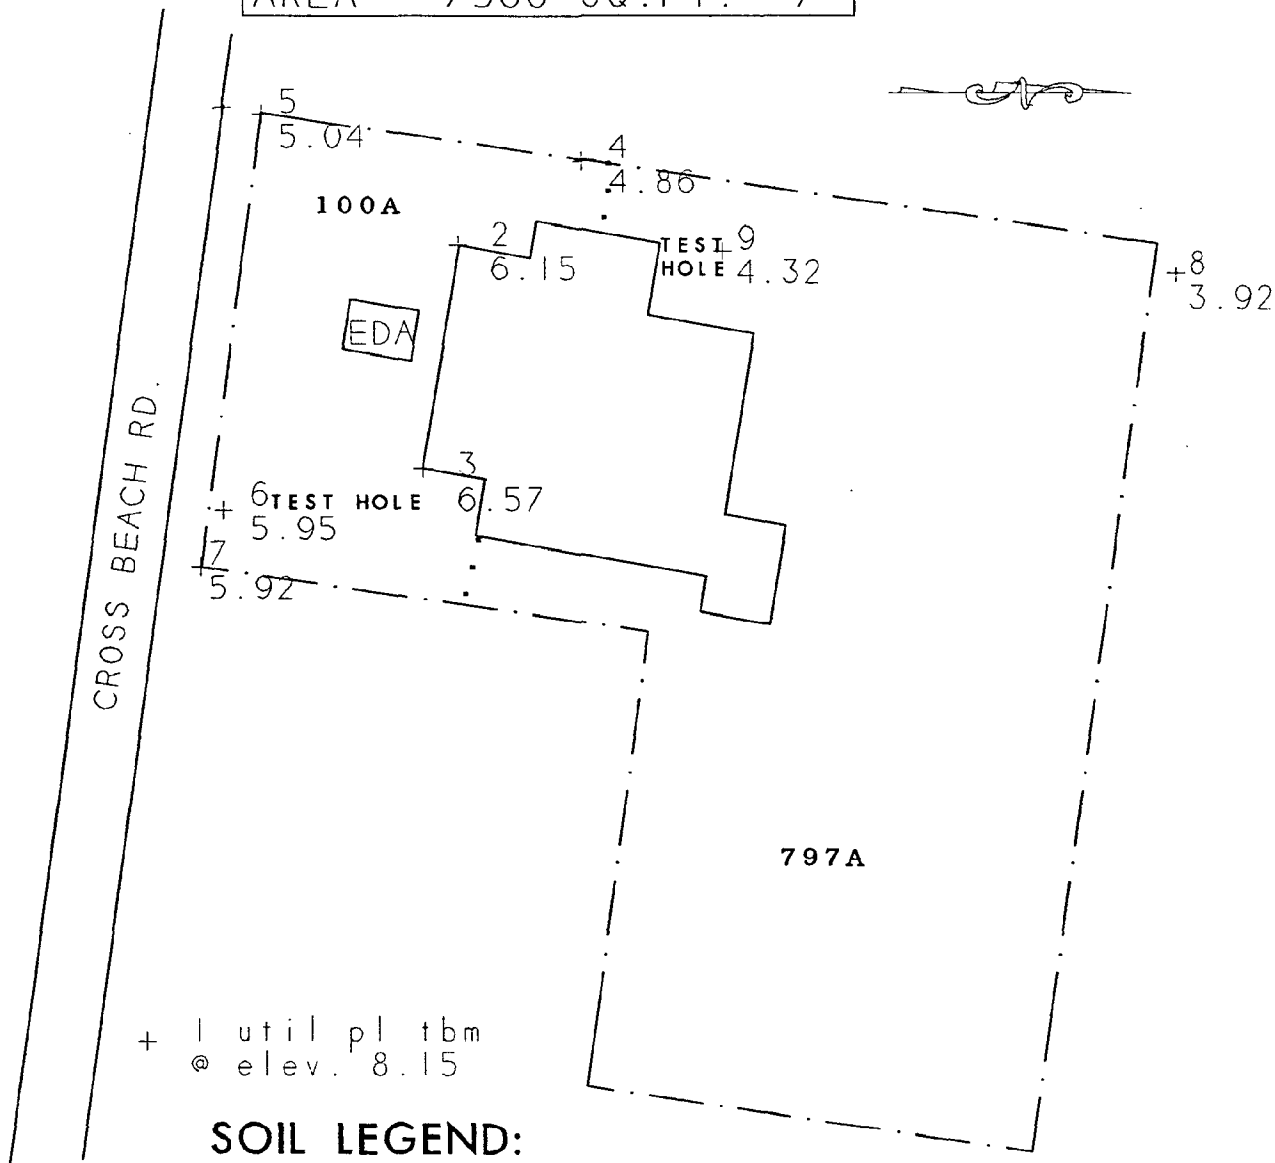 5
5.04
4
4.86
100A
2
6.15
TEST 9
HOLE 4.32
8
3.92
EDA
CROSS BEACH RD.
3
6.57
6 TEST HOLE
5.95
7
5.92
797A
1 util pl tbm
@ elev. 8.15
SOIL LEGEND: